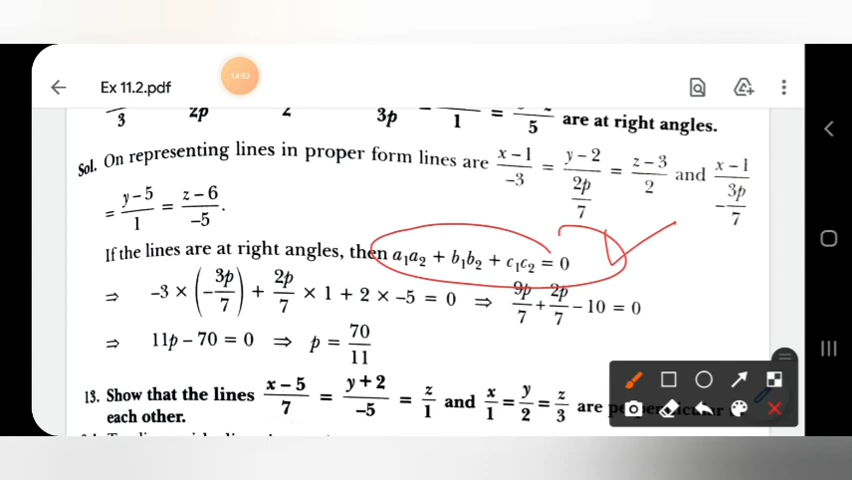 14:53
Ex 11.2.pdf
3 2p 2 3p = 1 = 5 are at right angles.
Sol. On representing lines in proper form lines are x – 1 / -3 = y – 2 / (2p/7) = z – 3 / 2 and x – 1 / (-3p/7)
= y – 5 / 1 = z – 6 / -5.
If the lines are at right angles, then a₁a₂ + b₁b₂ + c₁c₂ = 0
⇒ -3 × (-3p/7) + 2p/7 × 1 + 2 × -5 = 0 ⇒ 9p/7 + 2p/7 – 10 = 0
⇒ 11p – 70 = 0 ⇒ p = 70/11
13. Show that the lines x – 5 / 7 = y + 2 / -5 = z / 1 and x/1 = y/2 = z/3 are
each other.